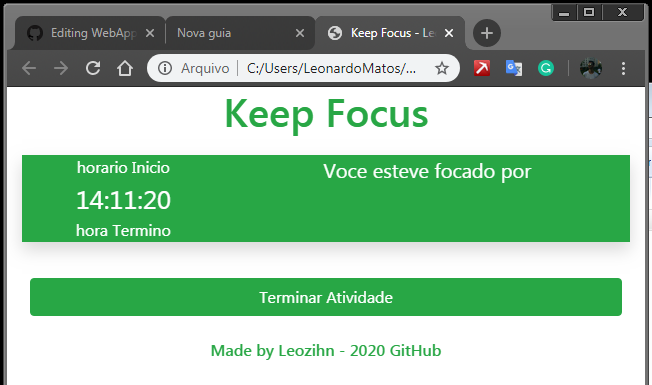 Editing WebApp
Nova guia
Keep Focus - Le
Arquivo
C:/Users/LeonardoMatos/...
Keep Focus
horario Inicio
14:11:20
hora Termino
Voce esteve focado por
Terminar Atividade
Made by Leozihn - 2020 GitHub